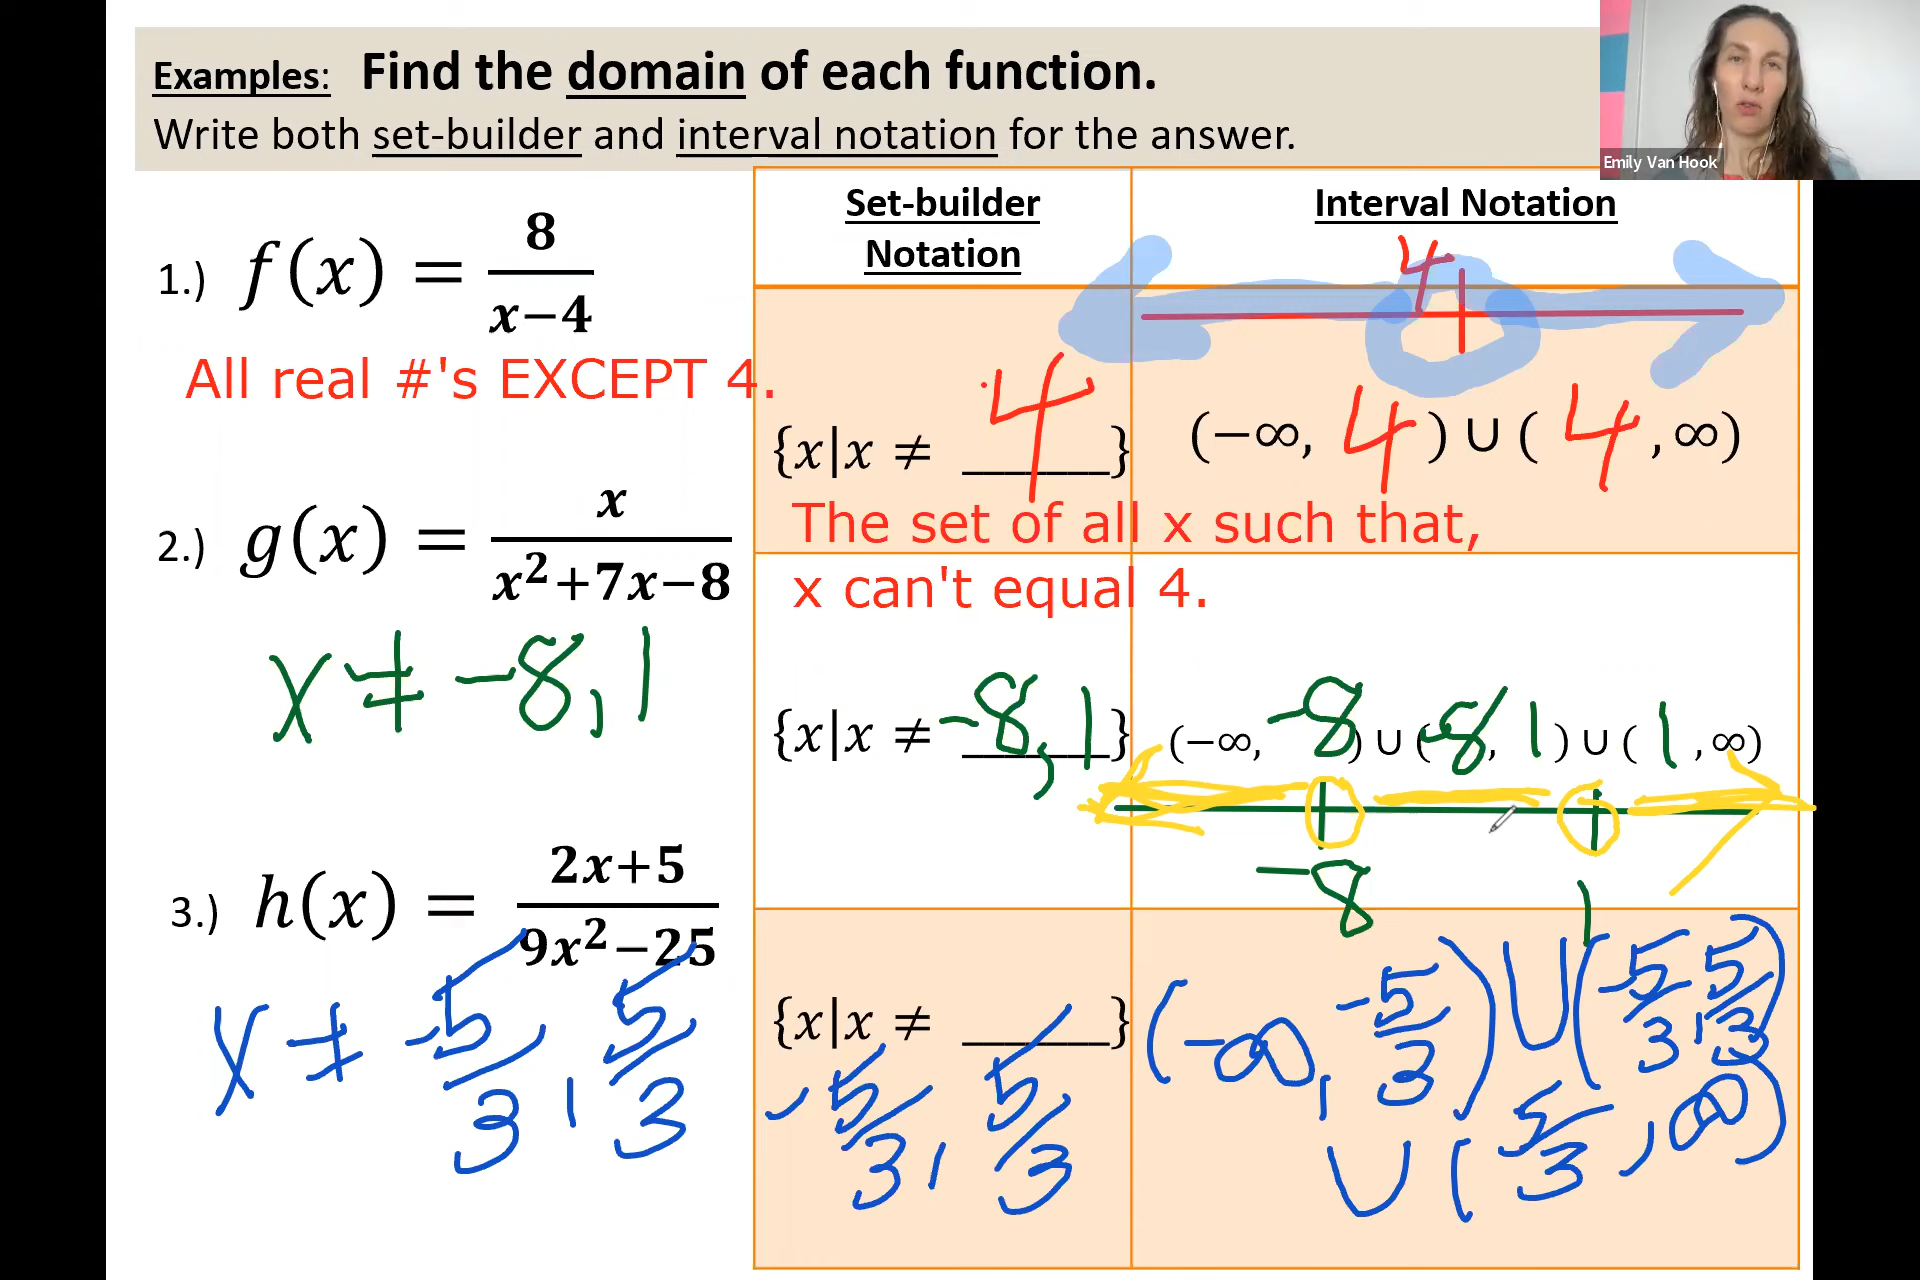 Examples: Find the domain of each function.
Write both set-builder and interval notation for the answer.
Emily Van Hook
Set-builder Notation
Interval Notation
1.) f(x) = 8/(x−4)
All real #'s EXCEPT 4.
4
{x|x ≠ 4}
(−∞, 4) ∪ (4, ∞)
The set of all x such that,
x can't equal 4.
2.) g(x) = x/(x²+7x−8)
x ≠ -8, 1
{x|x ≠ -8, 1}
(−∞, -8) ∪ (-8, 1) ∪ (1, ∞)
-8 1
3.) h(x) = (2x+5)/(9x²−25)
x ≠ -5/3, 5/3
{x|x ≠ ______}
-5/3, 5/3
(-∞, -5/3) ∪ (-5/3, 5/3)
∪ (5/3, ∞)